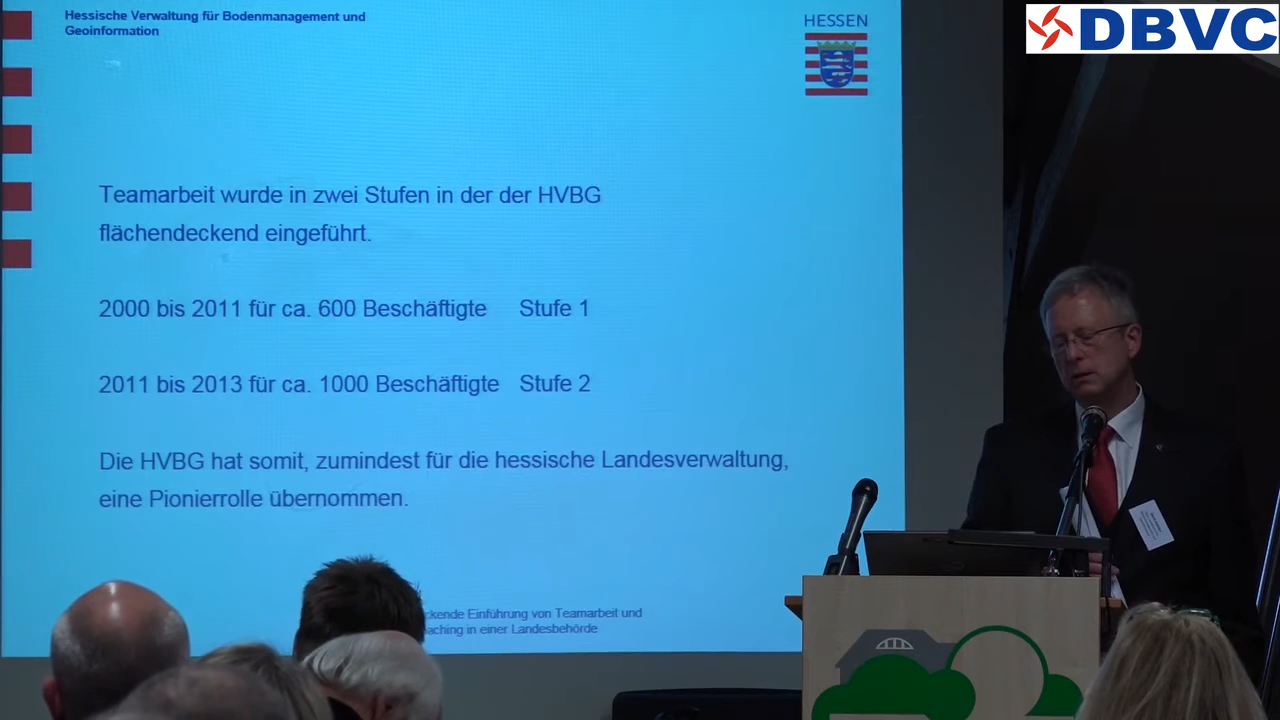 Hessische Verwaltung für Bodenmanagement und
Geoinformation
HESSEN
DBVC
Teamarbeit wurde in zwei Stufen in der der HVBG
flächendeckend eingeführt.
2000 bis 2011 für ca. 600 Beschäftigte Stufe 1
2011 bis 2013 für ca. 1000 Beschäftigte Stufe 2
Die HVBG hat somit, zumindest für die hessische Landesverwaltung,
eine Pionierrolle übernommen.
Einführung von Teamarbeit und
in einer Landesbehörde